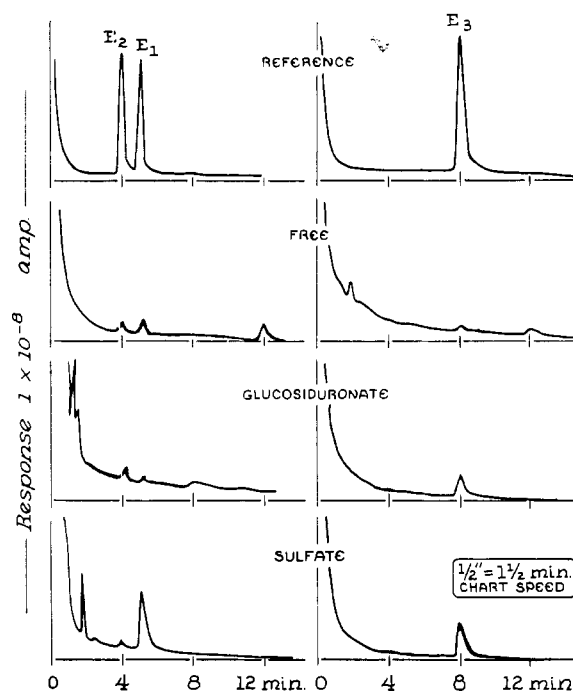 E2 E1 E3
REFERENCE
FREE
GLUCOSIDURONATE
SULFATE
1/2" = 1 1/2 min.
CHART SPEED
Response 1 x 10-8 amp.
0 4 8 12 min. 0 4 8 12 min